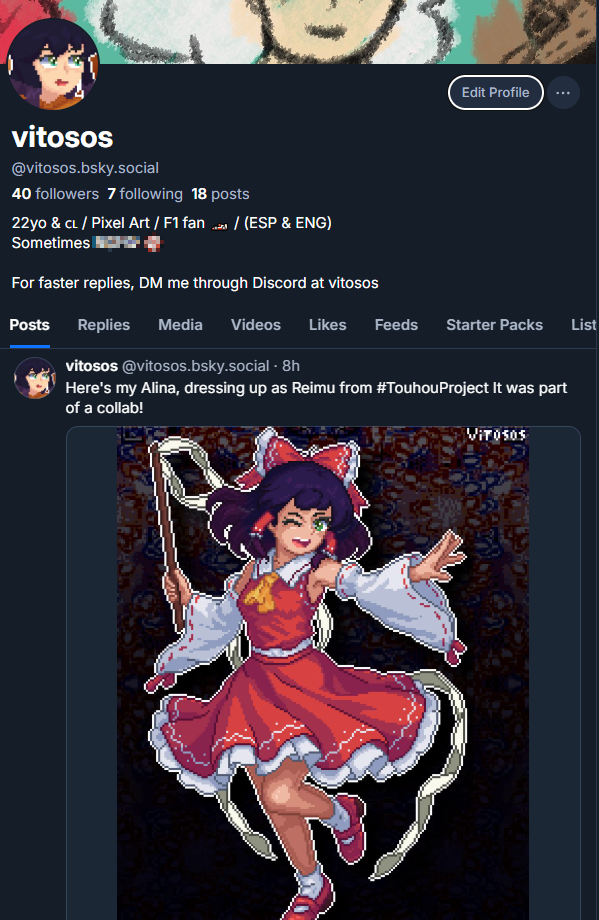 Edit Profile
vitosos
@vitosos.bsky.social
40 followers 7 following 18 posts
22yo & ᴄʟ / Pixel Art / F1 fan 🏎️ / (ESP & ENG)
Sometimes
For faster replies, DM me through Discord at vitosos
Posts Replies Media Videos Likes Feeds Starter Packs List
vitosos @vitosos.bsky.social · 8h
Here's my Alina, dressing up as Reimu from #TouhouProject It was part
of a collab!
VITOSOS